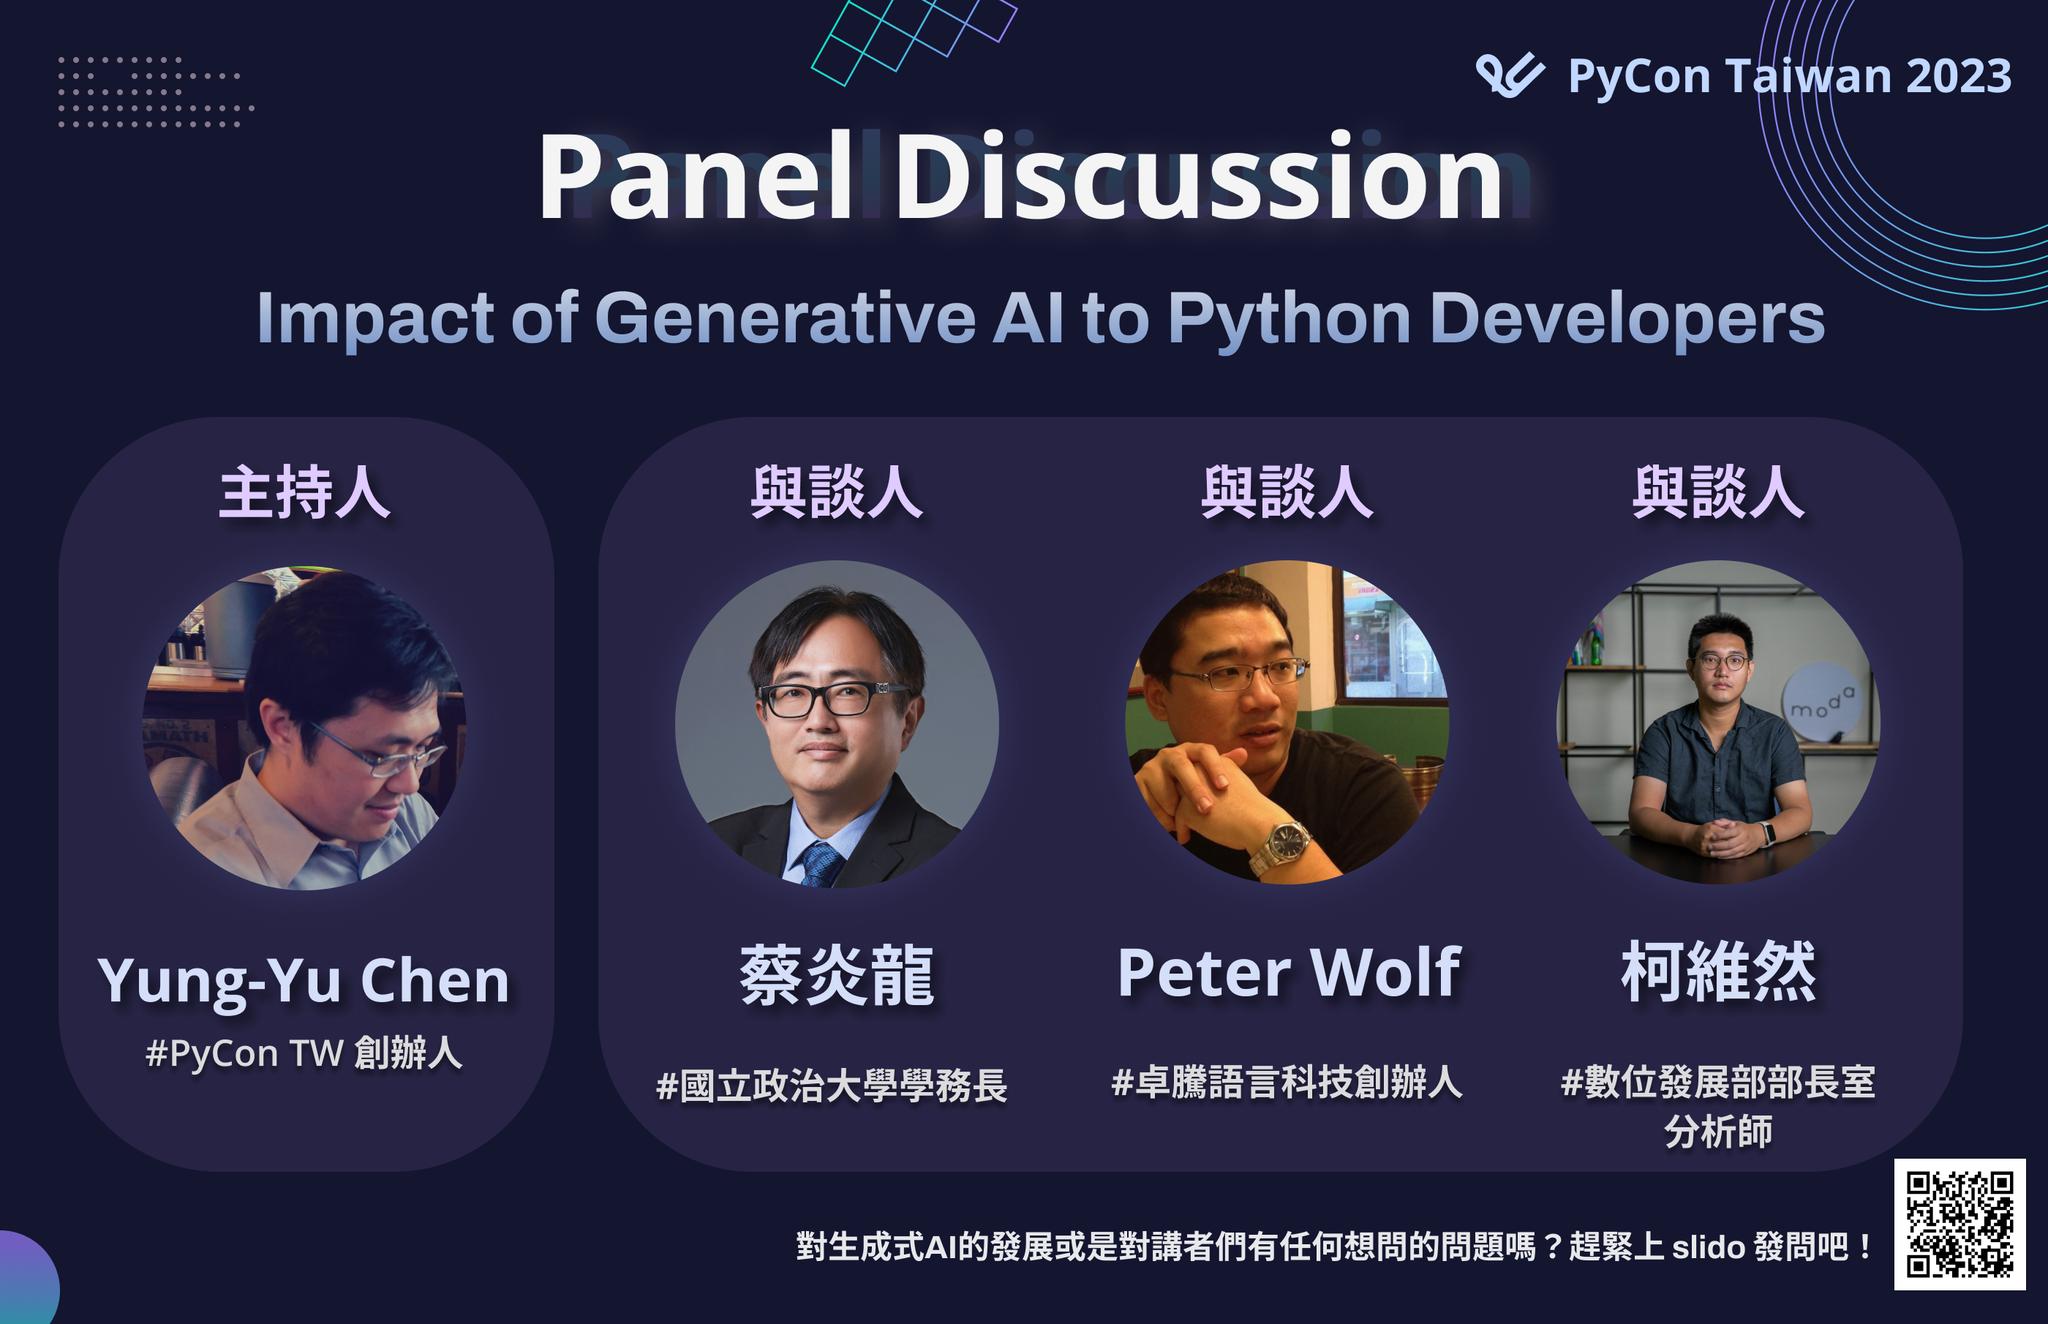 PyCon Taiwan 2023
Panel Discussion
Impact of Generative AI to Python Developers
主持人
Yung-Yu Chen
#PyCon TW 創辦人
與談人
蔡炎龍
#國立政治大學學務長
與談人
Peter Wolf
#卓騰語言科技創辦人
與談人
moda
柯維然
#數位發展部部長室
分析師
對生成式AI的發展或是對講者們有任何想問的問題嗎？趕緊上 slido 發問吧！